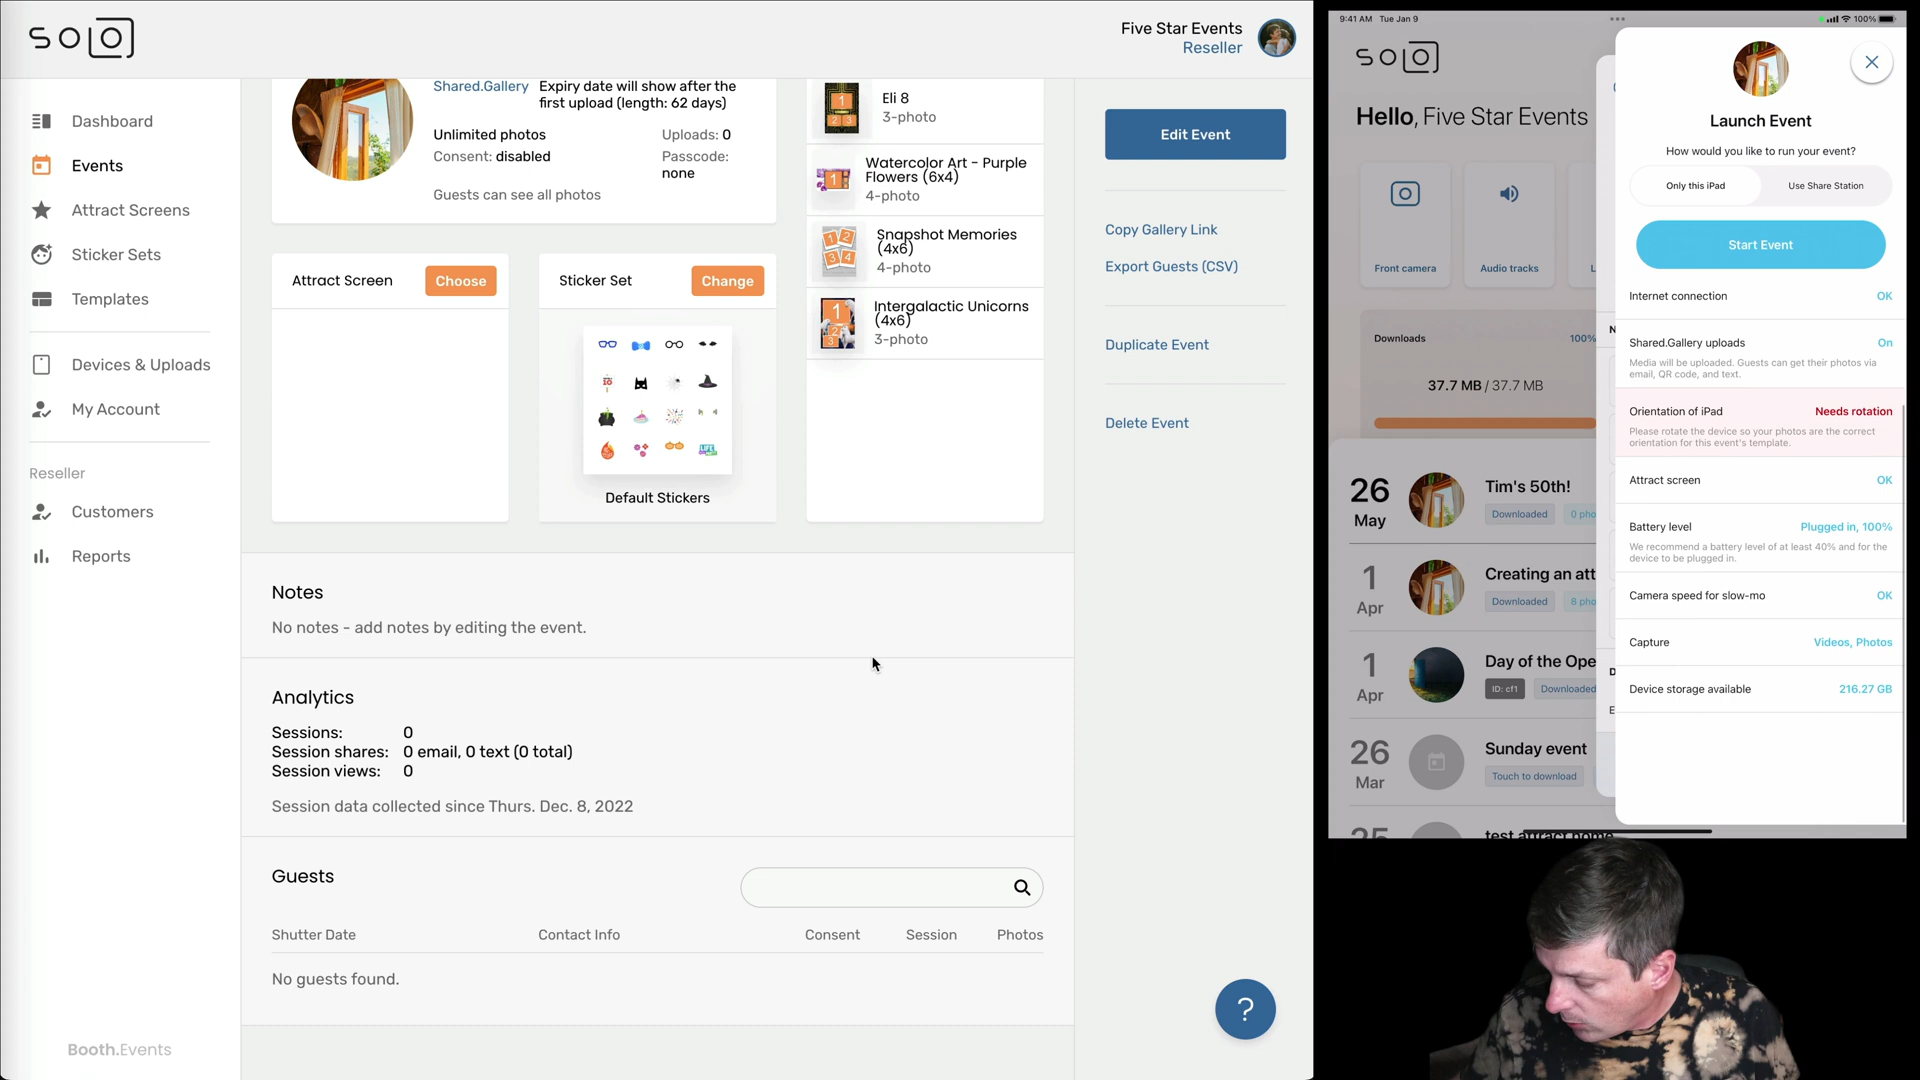 SOLO
Five Star Events
Reseller
Dashboard
Events
Attract Screens
Sticker Sets
Templates
Devices & Uploads
My Account
Reseller
Customers
Reports
Booth.Events
Shared.Gallery
Expiry date will show after the
first upload (length: 62 days)
Unlimited photos
Uploads: 0
Consent: disabled
Passcode:
none
Guests can see all photos
Attract Screen
Choose
Sticker Set
Change
Default Stickers
Eli 8
3-photo
Watercolor Art - Purple
Flowers (6x4)
4-photo
Snapshot Memories
(4x6)
4-photo
Intergalactic Unicorns
(4x6)
3-photo
Edit Event
Copy Gallery Link
Export Guests (CSV)
Duplicate Event
Delete Event
Notes
No notes - add notes by editing the event.
Analytics
Sessions: 0
Session shares: 0 email, 0 text (0 total)
Session views: 0
Session data collected since Thurs. Dec. 8, 2022
Guests
Shutter Date Contact Info Consent Session Photos
No guests found.
?
9:41 AM Tue Jan 9
100%
SOLO
Hello, Five Star Events
Front camera
Audio tracks
Downloads 100%
37.7 MB / 37.7 MB
26
May
Tim's 50th!
Downloaded
0 pho
1
Apr
Creating an att
Downloaded
8 pho
1
Apr
Day of the Ope
ID: cf1
Downloaded
26
Mar
Sunday event
Touch to download
25
test attract home
Launch Event
How would you like to run your event?
Only this iPad
Use Share Station
Start Event
Internet connection OK
Shared.Gallery uploads On
Media will be uploaded. Guests can get their photos via
email, QR code, and text.
Orientation of iPad Needs rotation
Please rotate the device so your photos are the correct
orientation for this event's template.
Attract screen OK
Battery level Plugged in, 100%
We recommend a battery level of at least 40% and for the
device to be plugged in.
Camera speed for slow-mo OK
Capture Videos, Photos
Device storage available 216.27 GB